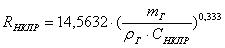 R_НКПР = 14,5632 · (m_Г / (ρ_Г · C_НКПР))^0,333